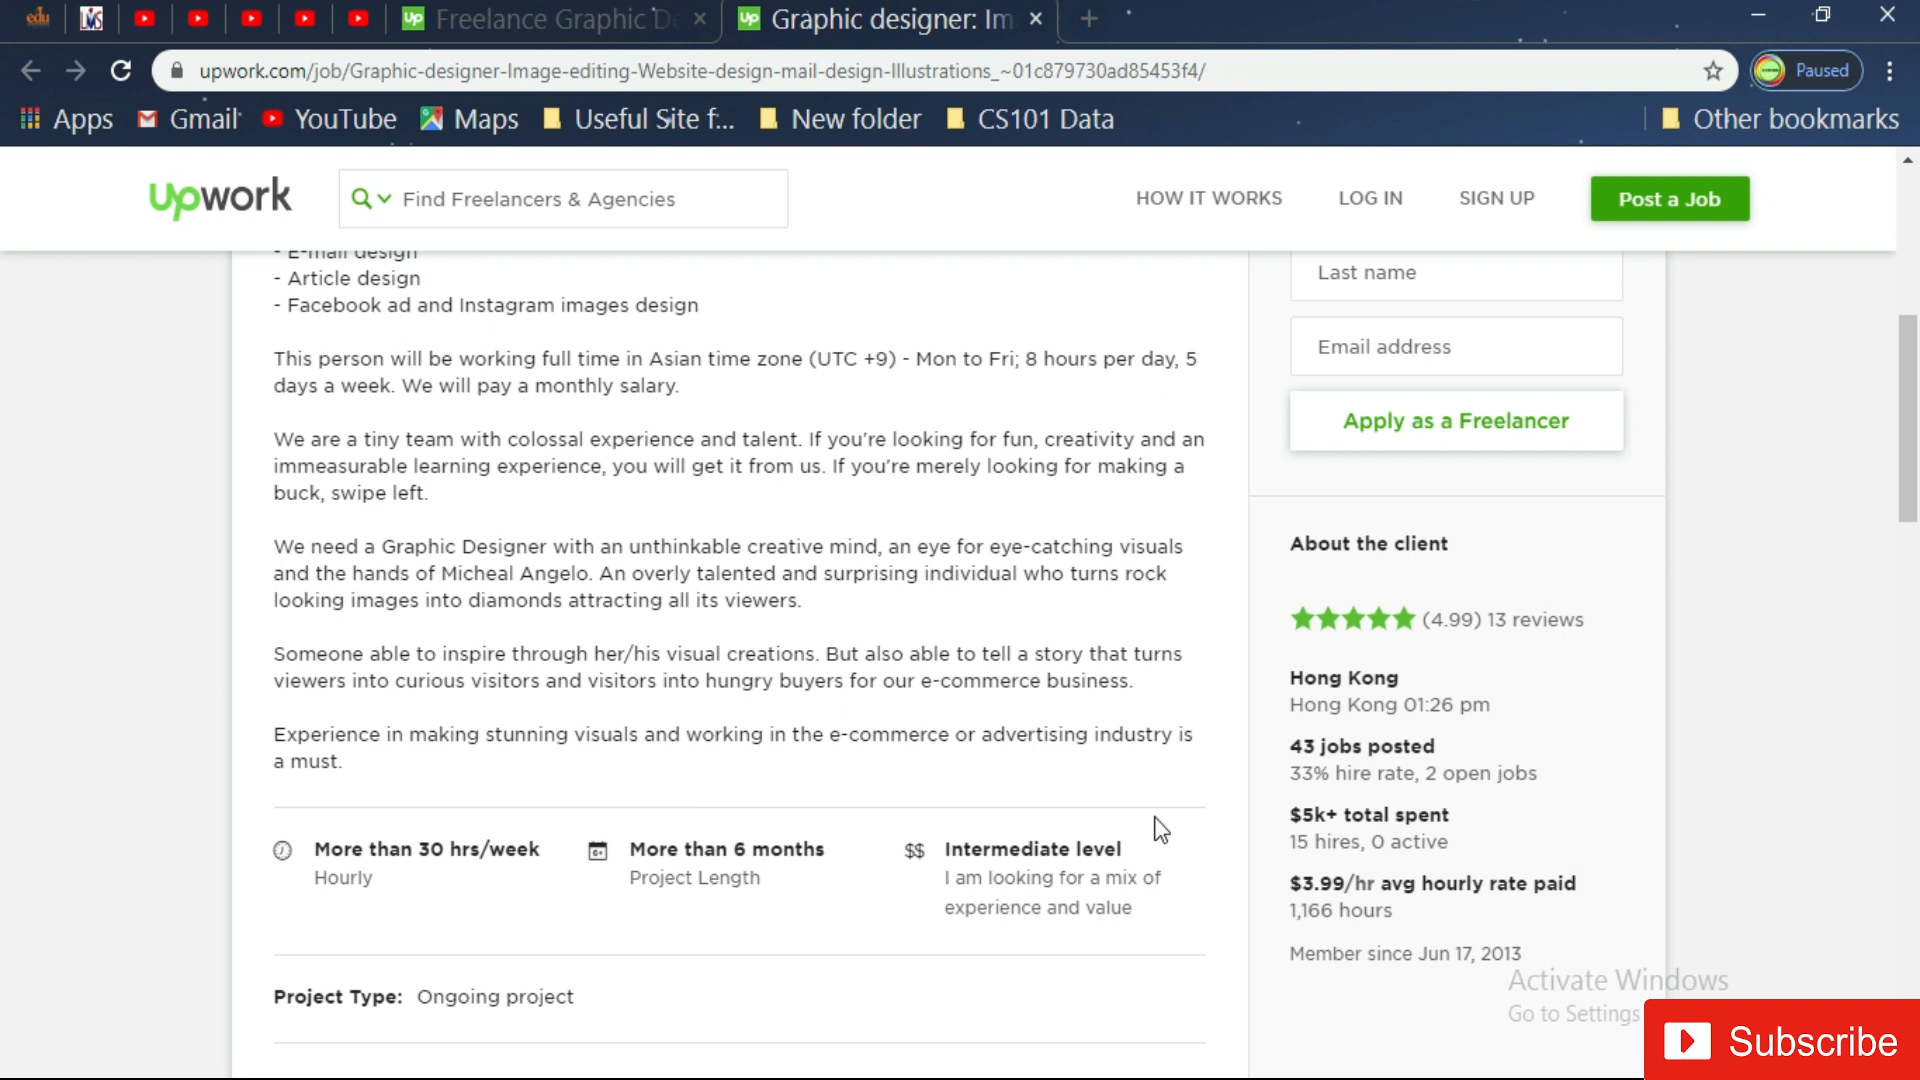 edu
LMS
Up Freelance Graphic De
Up Graphic designer: Im
upwork.com/job/Graphic-designer-Image-editing-Website-design-mail-design-Illustrations_~01c879730ad85453f4/
Paused
Apps
Gmail
YouTube
Maps
Useful Site f...
New folder
CS101 Data
Other bookmarks
upwork
Find Freelancers & Agencies
HOW IT WORKS
LOG IN
SIGN UP
Post a Job
- E-mail design
- Article design
- Facebook ad and Instagram images design
This person will be working full time in Asian time zone (UTC +9) - Mon to Fri; 8 hours per day, 5
days a week. We will pay a monthly salary.
We are a tiny team with colossal experience and talent. If you're looking for fun, creativity and an
immeasurable learning experience, you will get it from us. If you're merely looking for making a
buck, swipe left.
We need a Graphic Designer with an unthinkable creative mind, an eye for eye-catching visuals
and the hands of Micheal Angelo. An overly talented and surprising individual who turns rock
looking images into diamonds attracting all its viewers.
Someone able to inspire through her/his visual creations. But also able to tell a story that turns
viewers into curious visitors and visitors into hungry buyers for our e-commerce business.
Experience in making stunning visuals and working in the e-commerce or advertising industry is
a must.
More than 30 hrs/week
Hourly
6+
More than 6 months
Project Length
$$
Intermediate level
I am looking for a mix of
experience and value
Project Type: Ongoing project
Last name
Email address
Apply as a Freelancer
About the client
(4.99) 13 reviews
Hong Kong
Hong Kong 01:26 pm
43 jobs posted
33% hire rate, 2 open jobs
$5k+ total spent
15 hires, 0 active
$3.99/hr avg hourly rate paid
1,166 hours
Member since Jun 17, 2013
Activate Windows
Go to Settings
Subscribe